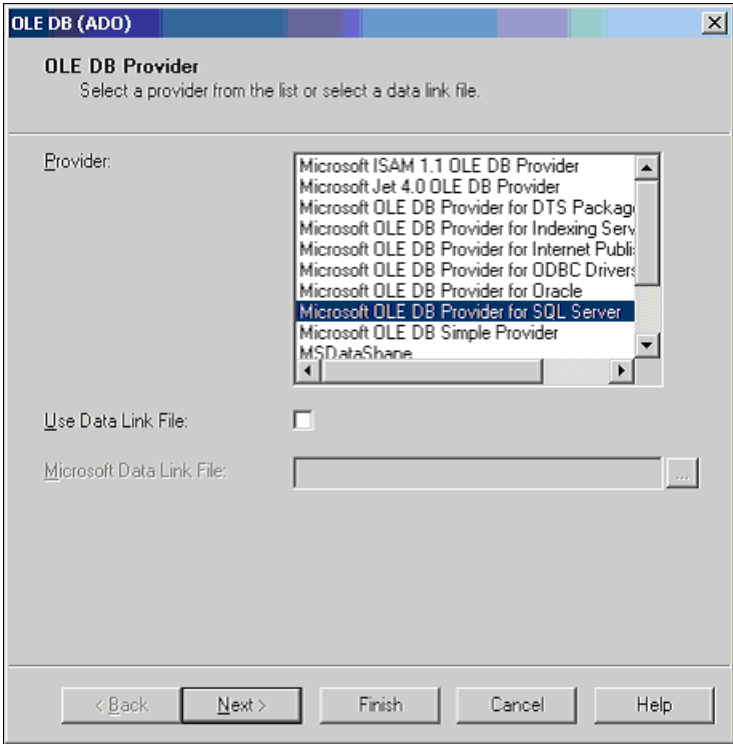 OLE DB (ADO)
OLE DB Provider
Select a provider from the list or select a data link file.
Provider:
Microsoft ISAM 1.1 OLE DB Provider
Microsoft Jet 4.0 OLE DB Provider
Microsoft OLE DB Provider for DTS Packag
Microsoft OLE DB Provider for Indexing Serv
Microsoft OLE DB Provider for Internet Publi
Microsoft OLE DB Provider for ODBC Drivers
Microsoft OLE DB Provider for Oracle
Microsoft OLE DB Provider for SQL Server
Microsoft OLE DB Simple Provider
MSDataShape
Use Data Link File:
Microsoft Data Link File:
...
< Back Next > Finish Cancel Help